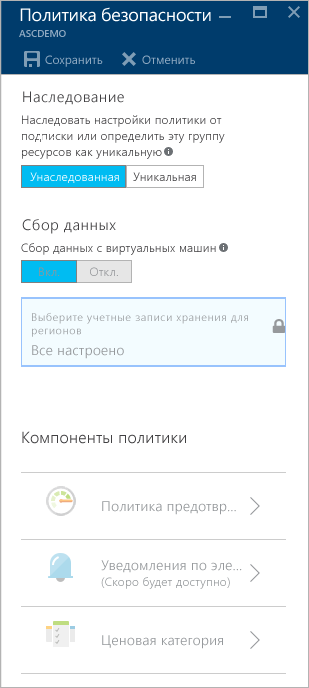 Политика безопасности
ASCDEMO
Сохранить
Отменить
Наследование
Наследовать настройки политики от
подписки или определить эту группу
ресурсов как уникальную
Унаследованная
Уникальная
Сбор данных
Сбор данных с виртуальных машин
Вкл.
Откл.
Выберите учетные записи хранения для
регионов
Все настроено
Компоненты политики
Политика предотвр...
Уведомления по эле...
(Скоро будет доступно)
Ценовая категория